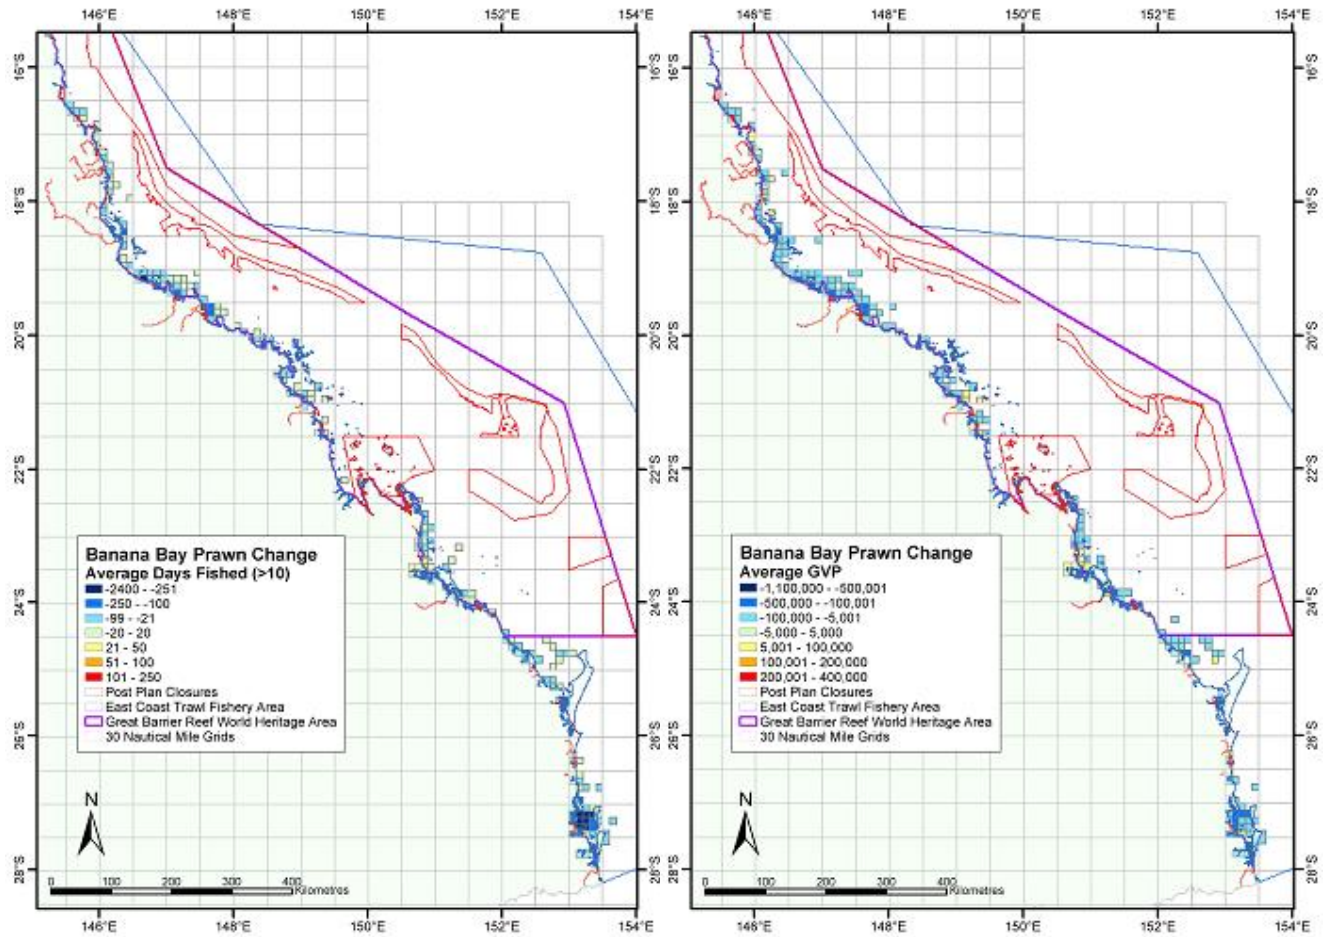 146°E 148°E 150°E 152°E 154°E
16°S
18°S
20°S
22°S
24°S
26°S
28°S
Banana Bay Prawn Change
Average Days Fished (>10)
-2400 - -251
-250 - -100
-99 - -21
-20 - 20
21 - 50
51 - 100
101 - 250
Post Plan Closures
East Coast Trawl Fishery Area
Great Barrier Reef World Heritage Area
30 Nautical Mile Grids
N
0 100 200 300 400
Kilometres
16°S
18°S
20°S
22°S
24°S
26°S
28°S
146°E 148°E 150°E 152°E 154°E
146°E 148°E 150°E 152°E 154°E
16°S
18°S
20°S
22°S
24°S
26°S
28°S
Banana Bay Prawn Change
Average GVP
-1,100,000 - -500,001
-500,000 - -100,001
-100,000 - -5,001
-5,000 - 5,000
5,001 - 100,000
100,001 - 200,000
200,001 - 400,000
Post Plan Closures
East Coast Trawl Fishery Area
Great Barrier Reef World Heritage Area
30 Nautical Mile Grids
N
0 100 200 300 400
Kilometres
16°S
18°S
20°S
22°S
24°S
26°S
28°S
146°E 148°E 150°E 152°E 154°E